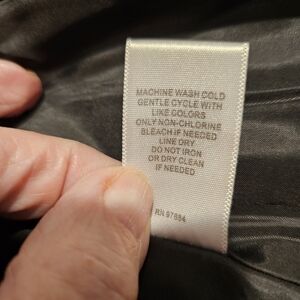 MACHINE WASH COLD
GENTLE CYCLE WITH
LIKE COLORS
ONLY NON-CHLORINE
BLEACH IF NEEDED
LINE DRY
DO NOT IRON
OR DRY CLEAN
IF NEEDED
RN 97884